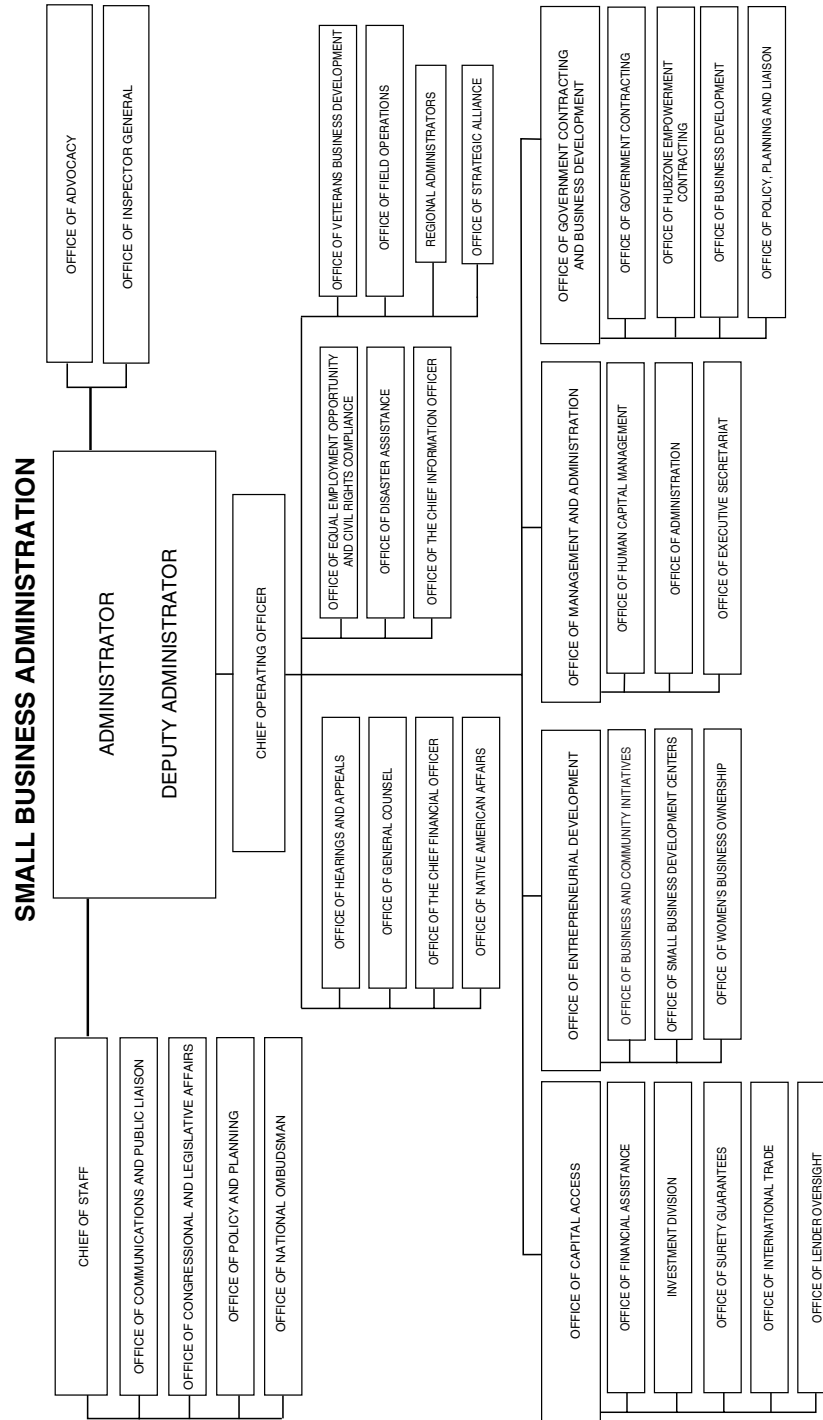 SMALL BUSINESS ADMINISTRATION
CHIEF OF STAFF
OFFICE OF COMMUNICATIONS AND PUBLIC LIAISON
OFFICE OF CONGRESSIONAL AND LEGISLATIVE AFFAIRS
OFFICE OF POLICY AND PLANNING
OFFICE OF NATIONAL OMBUDSMAN
ADMINISTRATOR
DEPUTY ADMINISTRATOR
OFFICE OF ADVOCACY
OFFICE OF INSPECTOR GENERAL
CHIEF OPERATING OFFICER
OFFICE OF HEARINGS AND APPEALS
OFFICE OF GENERAL COUNSEL
OFFICE OF THE CHIEF FINANCIAL OFFICER
OFFICE OF NATIVE AMERICAN AFFAIRS
OFFICE OF EQUAL EMPLOYMENT OPPORTUNITY
AND CIVIL RIGHTS COMPLIANCE
OFFICE OF DISASTER ASSISTANCE
OFFICE OF THE CHIEF INFORMATION OFFICER
OFFICE OF VETERANS BUSINESS DEVELOPMENT
OFFICE OF FIELD OPERATIONS
REGIONAL ADMINISTRATORS
OFFICE OF STRATEGIC ALLIANCE
OFFICE OF CAPITAL ACCESS
OFFICE OF FINANCIAL ASSISTANCE
INVESTMENT DIVISION
OFFICE OF SURETY GUARANTEES
OFFICE OF INTERNATIONAL TRADE
OFFICE OF LENDER OVERSIGHT
OFFICE OF ENTREPRENEURIAL DEVELOPMENT
OFFICE OF BUSINESS AND COMMUNITY INITIATIVES
OFFICE OF SMALL BUSINESS DEVELOPMENT CENTERS
OFFICE OF WOMEN'S BUSINESS OWNERSHIP
OFFICE OF MANAGEMENT AND ADMINISTRATION
OFFICE OF HUMAN CAPITAL MANAGEMENT
OFFICE OF ADMINISTRATION
OFFICE OF EXECUTIVE SECRETARIAT
OFFICE OF GOVERNMENT CONTRACTING
AND BUSINESS DEVELOPMENT
OFFICE OF GOVERNMENT CONTRACTING
OFFICE OF HUBZONE EMPOWERMENT
CONTRACTING
OFFICE OF BUSINESS DEVELOPMENT
OFFICE OF POLICY, PLANNING AND LIAISON